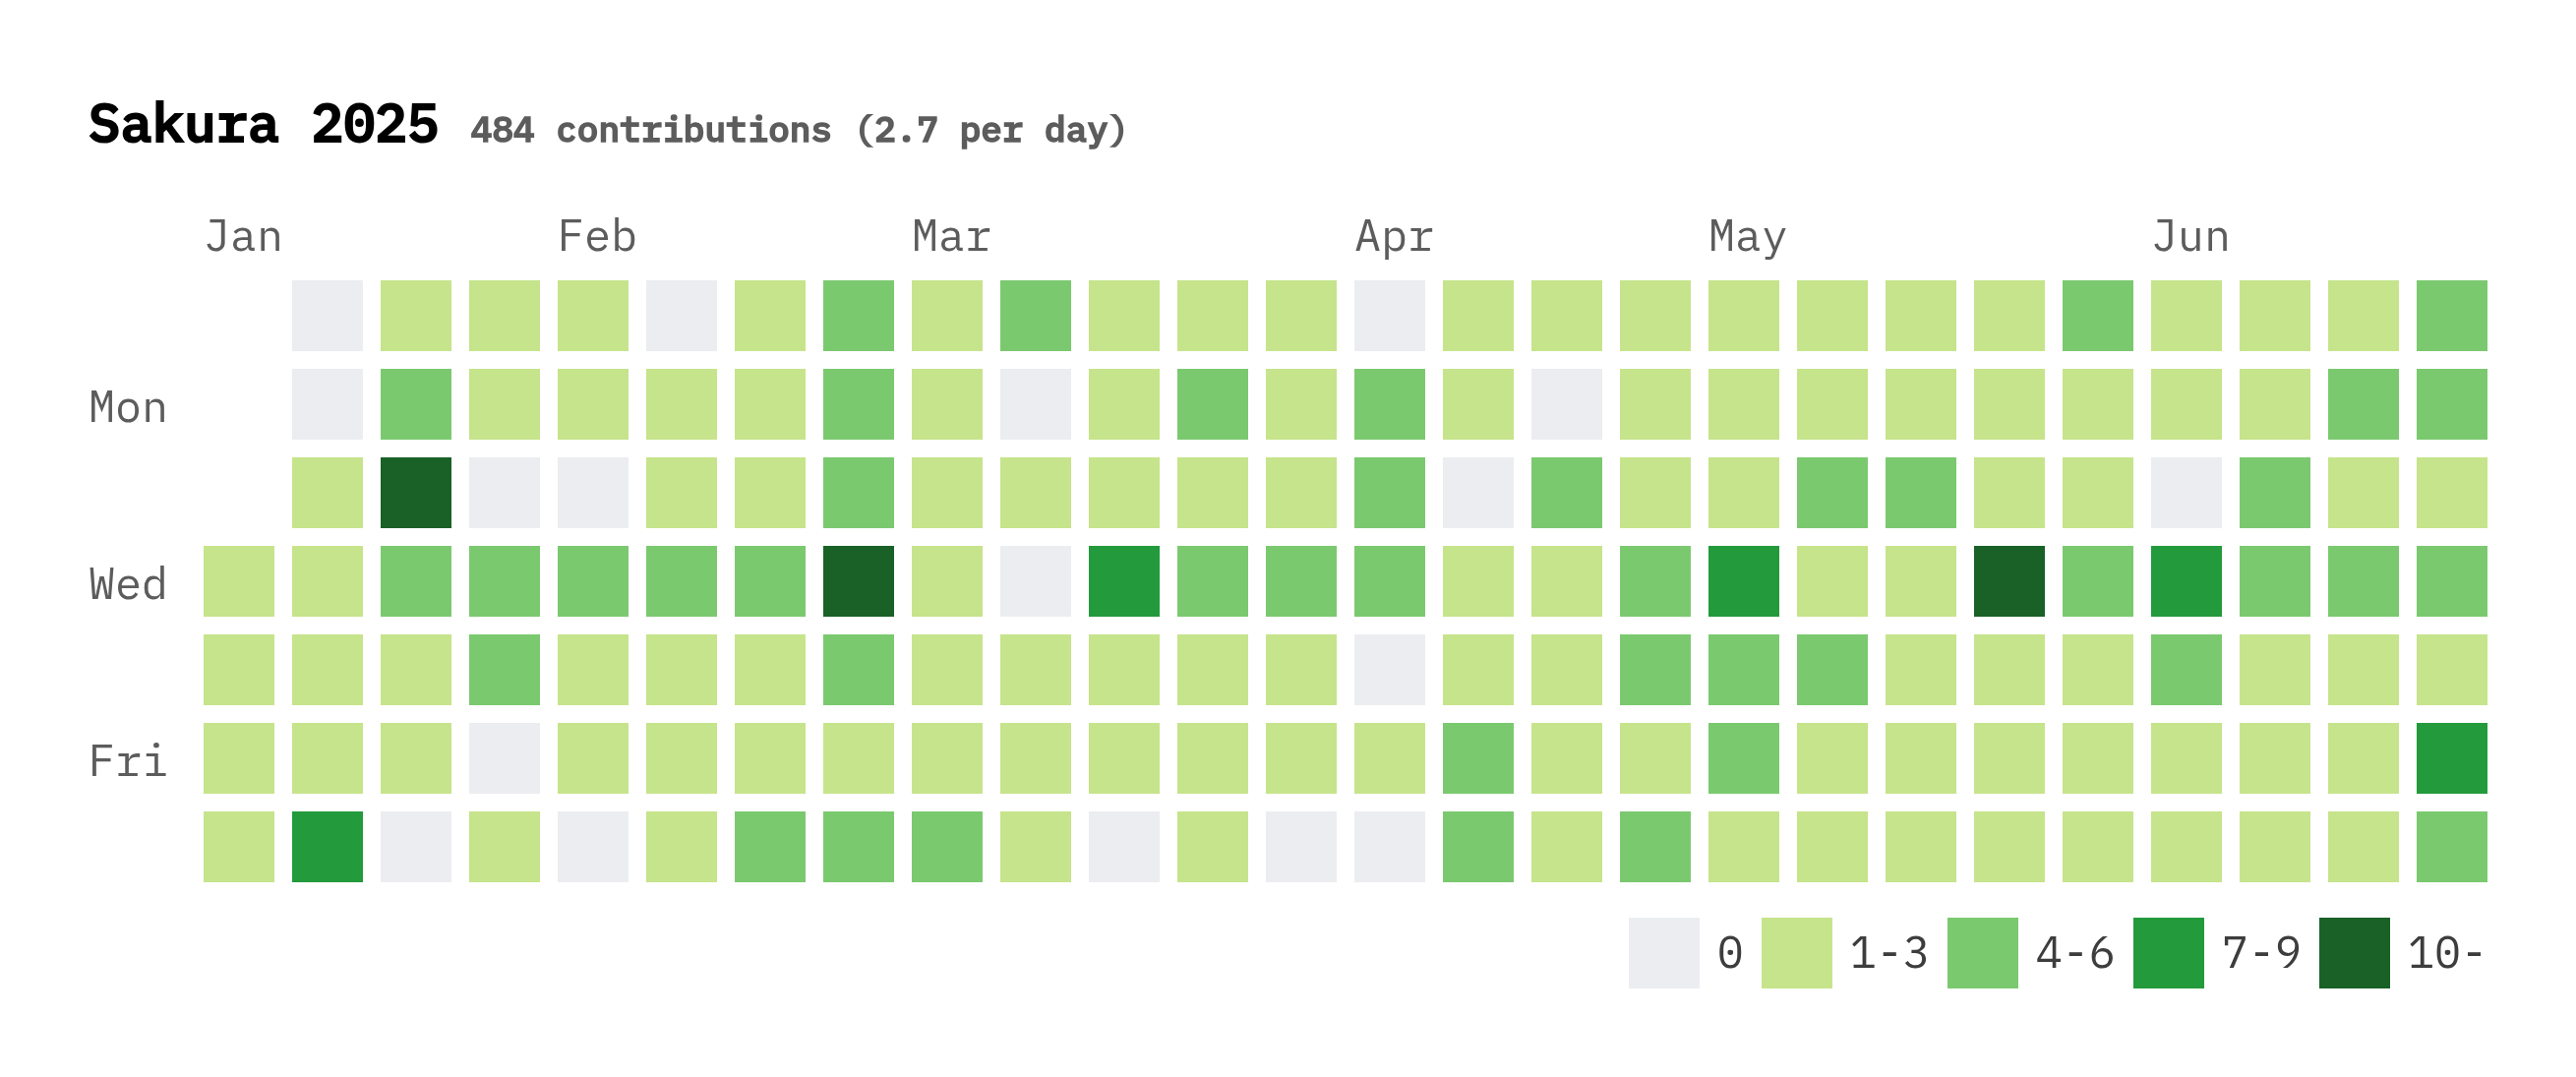 Sakura 2025 484 contributions (2.7 per day)
Jan Feb Mar Apr May Jun
Mon
Wed
Fri
0 1-3 4-6 7-9 10-